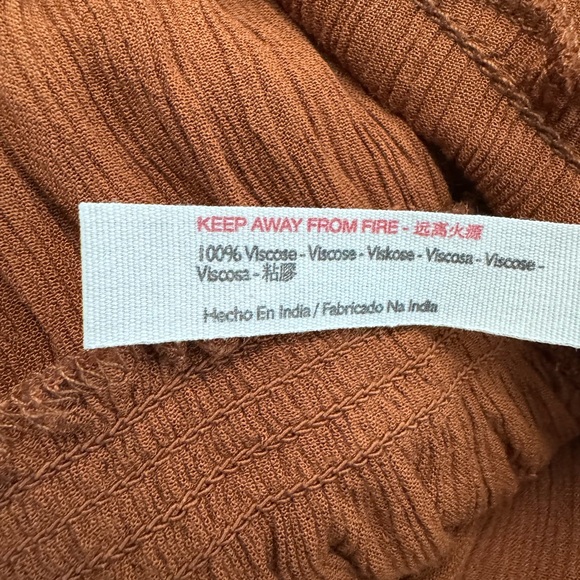 KEEP AWAY FROM FIRE - 远离火源
100% Viscose - Viscose - Viskose - Viscosa - Viscose -
Viscosa - 粘膠
Hecho En India / Fabricado Na India